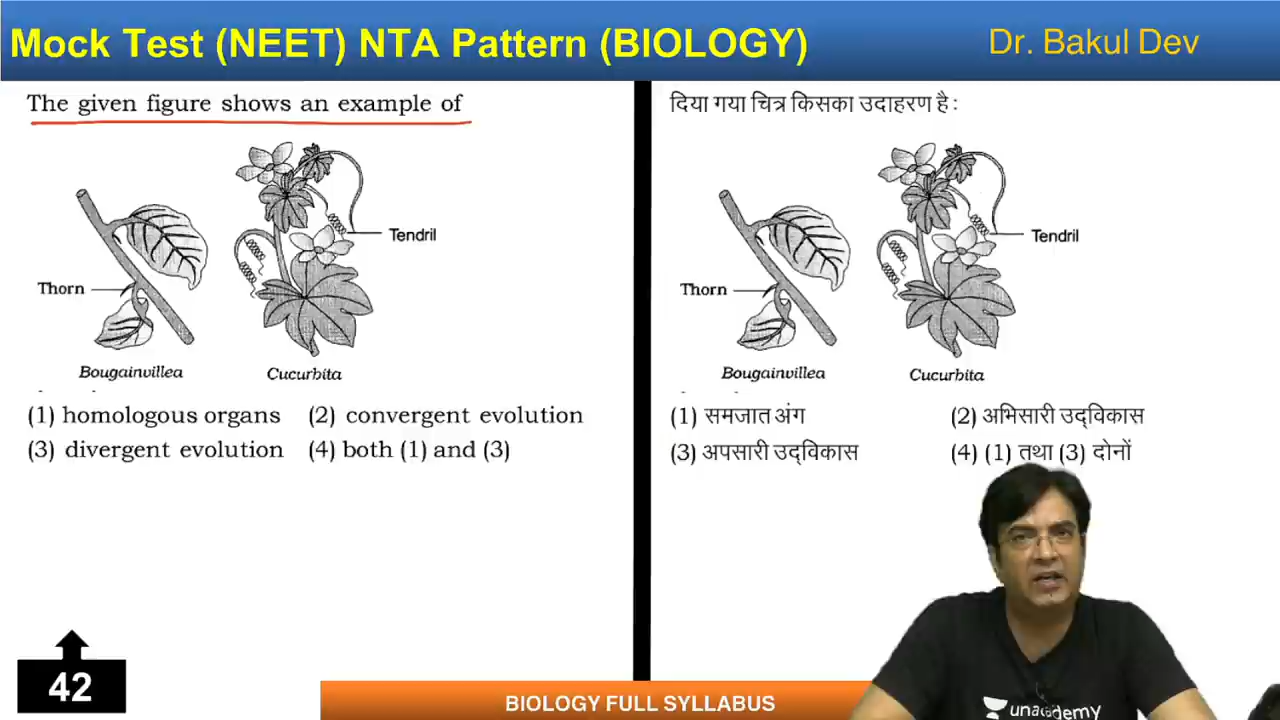 Mock Test (NEET) NTA Pattern (BIOLOGY)
Dr. Bakul Dev
The given figure shows an example of
Tendril
Thorn
Bougainvillea
Cucurbita
(1) homologous organs (2) convergent evolution
(3) divergent evolution (4) both (1) and (3)
दिया गया चित्र किसका उदाहरण है :
Tendril
Thorn
Bougainvillea
Cucurbita
(1) समजात अंग (2) अभिसारी उद्विकास
(3) अपसारी उद्विकास (4) (1) तथा (3) दोनों
42
BIOLOGY FULL SYLLABUS
unacademy